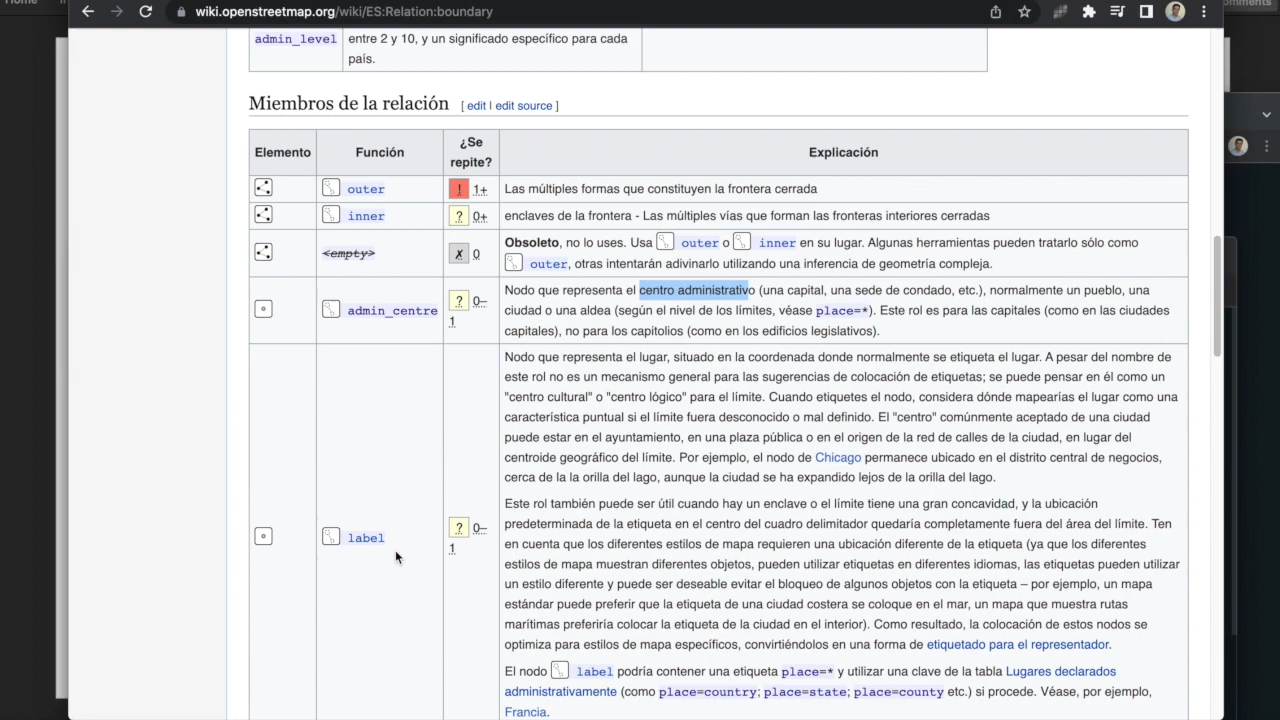 wiki.openstreetmap.org/wiki/ES:Relation:boundary
admin_level
entre 2 y 10, y un significado específico para cada
país.
Miembros de la relación [ edit | edit source ]
Elemento
Función
¿Se
repite?
Explicación
outer
! 1+
Las múltiples formas que constituyen la frontera cerrada
inner
? 0+
enclaves de la frontera - Las múltiples vías que forman las fronteras interiores cerradas
<empty>
x 0
Obsoleto, no lo uses. Usa outer o inner en su lugar. Algunas herramientas pueden tratarlo sólo como
outer, otras intentarán adivinarlo utilizando una inferencia de geometría compleja.
admin_centre
? 0–
1
Nodo que representa el centro administrativo (una capital, una sede de condado, etc.), normalmente un pueblo, una
ciudad o una aldea (según el nivel de los límites, véase place=*). Este rol es para las capitales (como en las ciudades
capitales), no para los capitolios (como en los edificios legislativos).
label
? 0–
1
Nodo que representa el lugar, situado en la coordenada donde normalmente se etiqueta el lugar. A pesar del nombre de
este rol no es un mecanismo general para las sugerencias de colocación de etiquetas; se puede pensar en él como un
"centro cultural" o "centro lógico" para el límite. Cuando etiquetes el nodo, considera dónde mapearías el lugar como una
característica puntual si el límite fuera desconocido o mal definido. El "centro" comúnmente aceptado de una ciudad
puede estar en el ayuntamiento, en una plaza pública o en el origen de la red de calles de la ciudad, en lugar del
centroide geográfico del límite. Por ejemplo, el nodo de Chicago permanece ubicado en el distrito central de negocios,
cerca de la la orilla del lago, aunque la ciudad se ha expandido lejos de la orilla del lago.
Este rol también puede ser útil cuando hay un enclave o el límite tiene una gran concavidad, y la ubicación
predeterminada de la etiqueta en el centro del cuadro delimitador quedaría completamente fuera del área del límite. Ten
en cuenta que los diferentes estilos de mapa requieren una ubicación diferente de la etiqueta (ya que los diferentes
estilos de mapa muestran diferentes objetos, pueden utilizar etiquetas en diferentes idiomas, las etiquetas pueden utilizar
un estilo diferente y puede ser deseable evitar el bloqueo de algunos objetos con la etiqueta – por ejemplo, un mapa
estándar puede preferir que la etiqueta de una ciudad costera se coloque en el mar, un mapa que muestra rutas
marítimas preferiría colocar la etiqueta de la ciudad en el interior). Como resultado, la colocación de estos nodos se
optimiza para estilos de mapa específicos, convirtiéndolos en una forma de etiquetado para el representador.
El nodo label podría contener una etiqueta place=* y utilizar una clave de la tabla Lugares declarados
administrativamente (como place=country; place=state; place=county etc.) si procede. Véase, por ejemplo,
Francia.